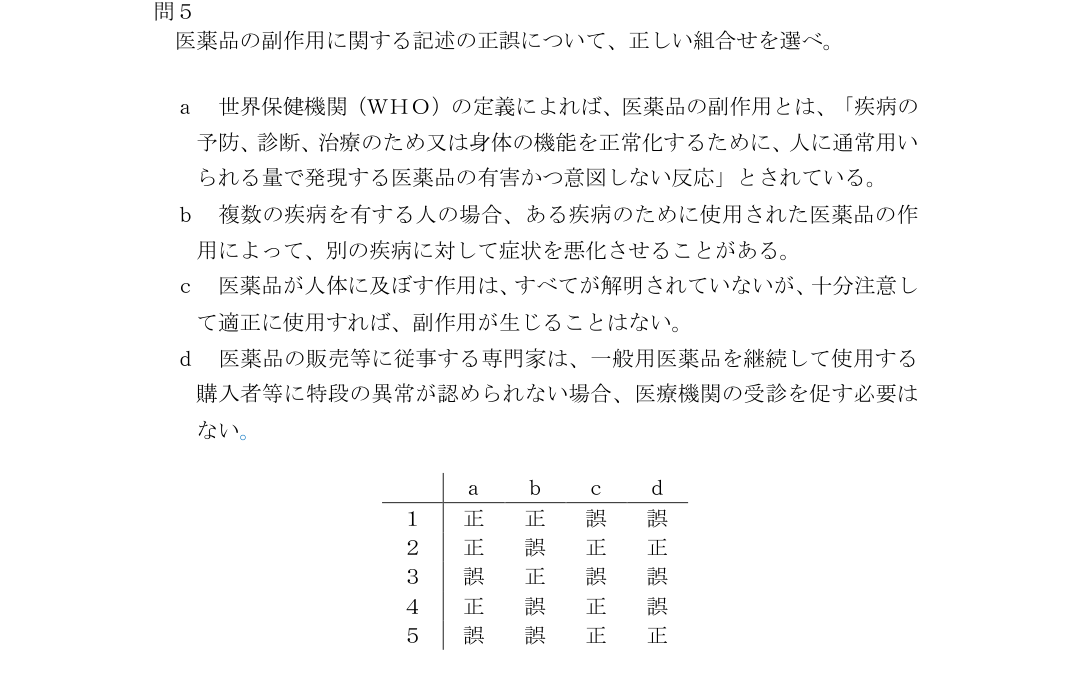 問５
医薬品の副作用に関する記述の正誤について、正しい組合せを選べ。
a　世界保健機関（ＷＨＯ）の定義によれば、医薬品の副作用とは、「疾病の
予防、診断、治療のため又は身体の機能を正常化するために、人に通常用い
られる量で発現する医薬品の有害かつ意図しない反応」とされている。
b　複数の疾病を有する人の場合、ある疾病のために使用された医薬品の作
用によって、別の疾病に対して症状を悪化させることがある。
c　医薬品が人体に及ぼす作用は、すべてが解明されていないが、十分注意し
て適正に使用すれば、副作用が生じることはない。
d　医薬品の販売等に従事する専門家は、一般用医薬品を継続して使用する
購入者等に特段の異常が認められない場合、医療機関の受診を促す必要は
ない。
a b c d
1 正 正 誤 誤
2 正 誤 正 正
3 誤 正 誤 誤
4 正 誤 正 誤
5 誤 誤 正 正